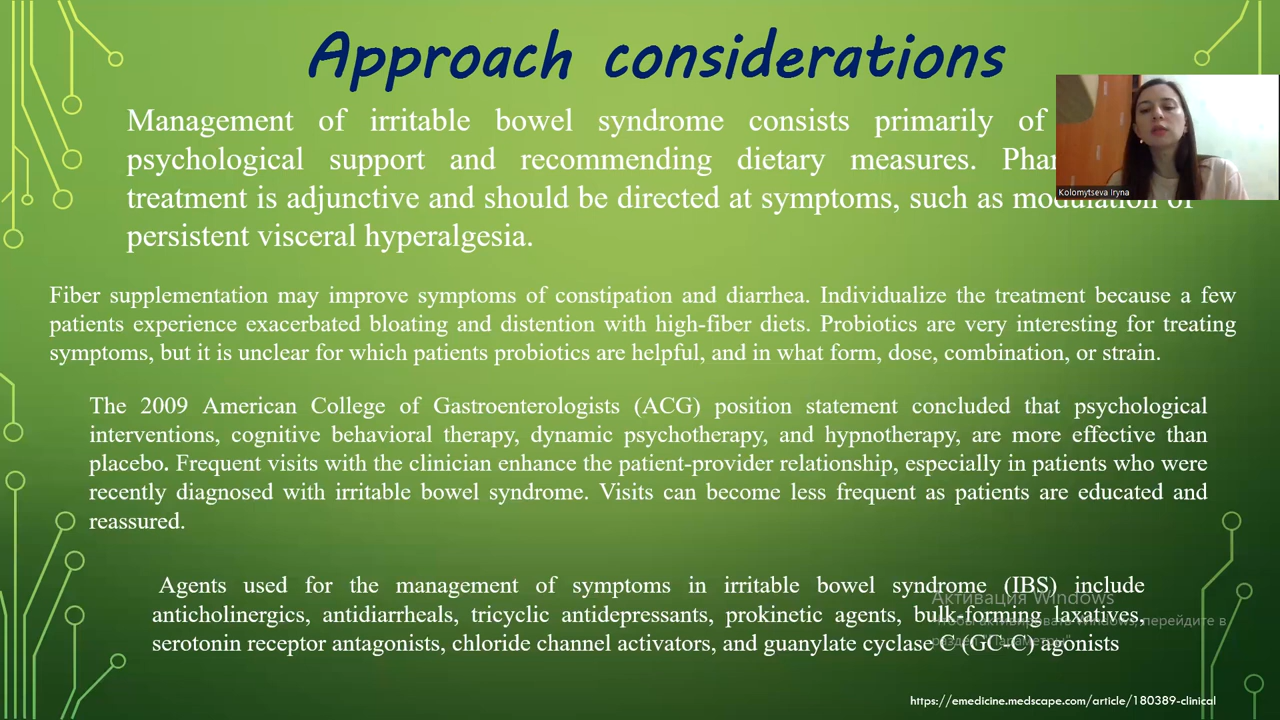 Approach considerations
Management of irritable bowel syndrome consists primarily of
psychological support and recommending dietary measures.
treatment is adjunctive and should be directed at symptoms, such as modulation of
persistent visceral hyperalgesia.
Kolomytseva Iryna
Fiber supplementation may improve symptoms of constipation and diarrhea. Individualize the treatment because a few
patients experience exacerbated bloating and distention with high-fiber diets. Probiotics are very interesting for treating
symptoms, but it is unclear for which patients probiotics are helpful, and in what form, dose, combination, or strain.
The 2009 American College of Gastroenterologists (ACG) position statement concluded that psychological
interventions, cognitive behavioral therapy, dynamic psychotherapy, and hypnotherapy, are more effective than
placebo. Frequent visits with the clinician enhance the patient-provider relationship, especially in patients who were
recently diagnosed with irritable bowel syndrome. Visits can become less frequent as patients are educated and
reassured.
Agents used for the management of symptoms in irritable bowel syndrome (IBS) include
anticholinergics, antidiarrheals, tricyclic antidepressants, prokinetic agents, bulk-forming laxatives,
serotonin receptor antagonists, chloride channel activators, and guanylate cyclase C (GC-C) agonists
Активация Windows
Чтобы активировать Windows, перейдите в
раздел "Параметры".
https://emedicine.medscape.com/article/180389-clinical